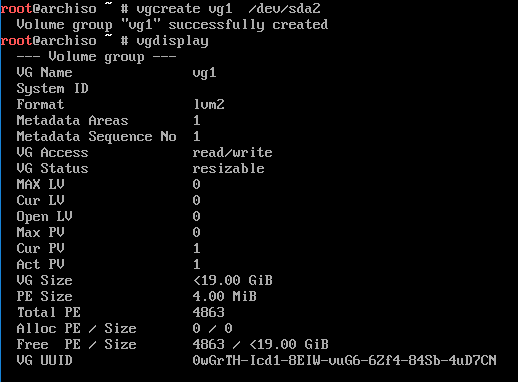 root@archiso ~ # vgcreate vg1  /dev/sda2
  Volume group "vg1" successfully created
root@archiso ~ # vgdisplay
  --- Volume group ---
  VG Name               vg1
  System ID
  Format                lvm2
  Metadata Areas        1
  Metadata Sequence No  1
  VG Access             read/write
  VG Status             resizable
  MAX LV                0
  Cur LV                0
  Open LV               0
  Max PV                0
  Cur PV                1
  Act PV                1
  VG Size               <19.00 GiB
  PE Size               4.00 MiB
  Total PE              4863
  Alloc PE / Size       0 / 0
  Free  PE / Size       4863 / <19.00 GiB
  VG UUID               0wGrTH-Icd1-8EIW-vuG6-6Zf4-84Sb-4uD7CN